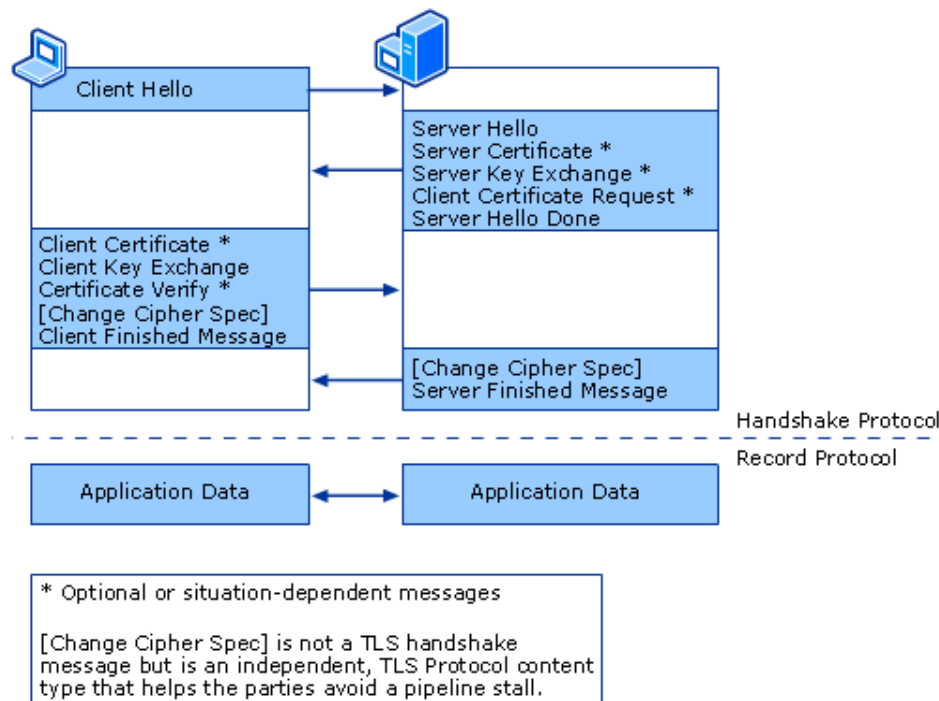 Client Hello
Server Hello
Server Certificate *
Server Key Exchange *
Client Certificate Request *
Server Hello Done
Client Certificate *
Client Key Exchange
Certificate Verify *
[Change Cipher Spec]
Client Finished Message
[Change Cipher Spec]
Server Finished Message
Handshake Protocol
Record Protocol
Application Data
Application Data
* Optional or situation-dependent messages
[Change Cipher Spec] is not a TLS handshake
message but is an independent, TLS Protocol content
type that helps the parties avoid a pipeline stall.